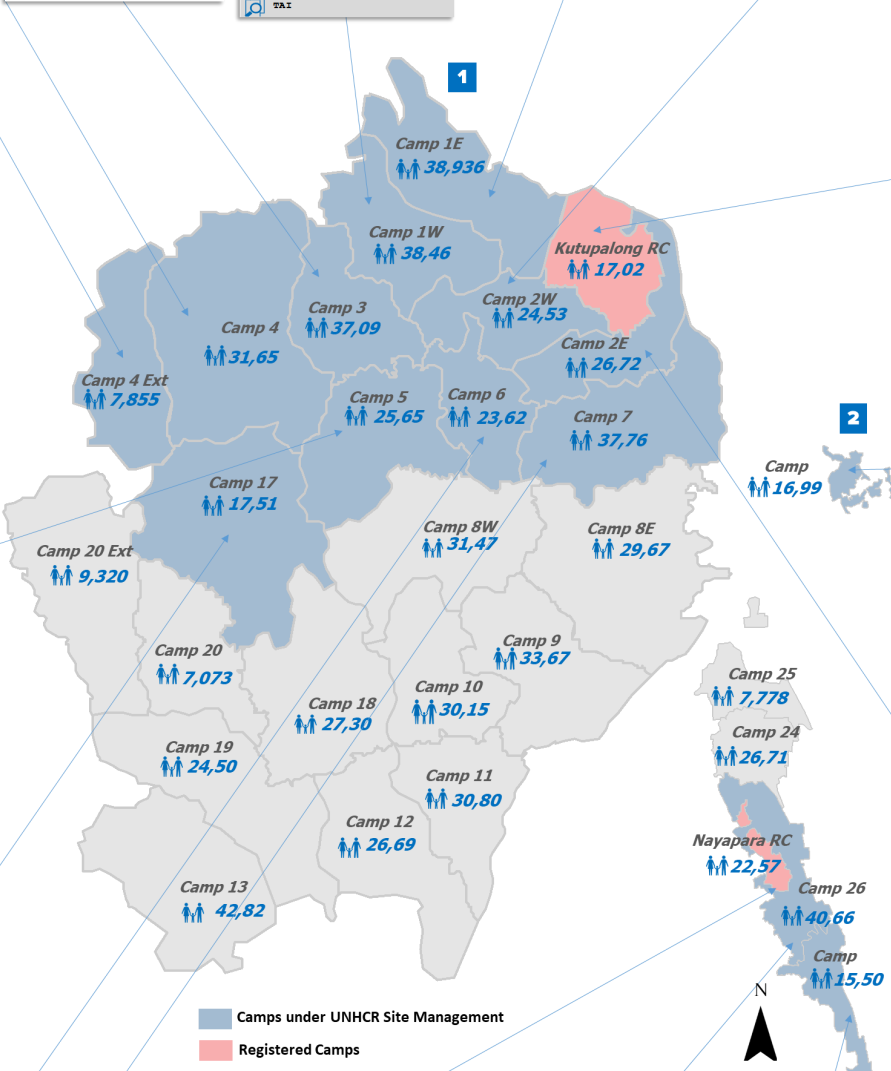 TAI
1
Camp 1E
38,936
Camp 1W
38,46
Kutupalong RC
17,02
Camp 2W
24,53
Camp 3
37,09
Camp 4
31,65
Camp 2E
26,72
Camp 4 Ext
7,855
Camp 5
25,65
Camp 6
23,62
Camp 7
37,76
2
Camp
16,99
Camp 17
17,51
Camp 8W
31,47
Camp 8E
29,67
Camp 20 Ext
9,320
Camp 20
7,073
Camp 9
33,67
Camp 25
7,778
Camp 10
30,15
Camp 18
27,30
Camp 24
26,71
Camp 19
24,50
Camp 11
30,80
Camp 12
26,69
Nayapara RC
22,57
Camp 13
42,82
Camp 26
40,66
Camp
15,50
N
Camps under UNHCR Site Management
Registered Camps